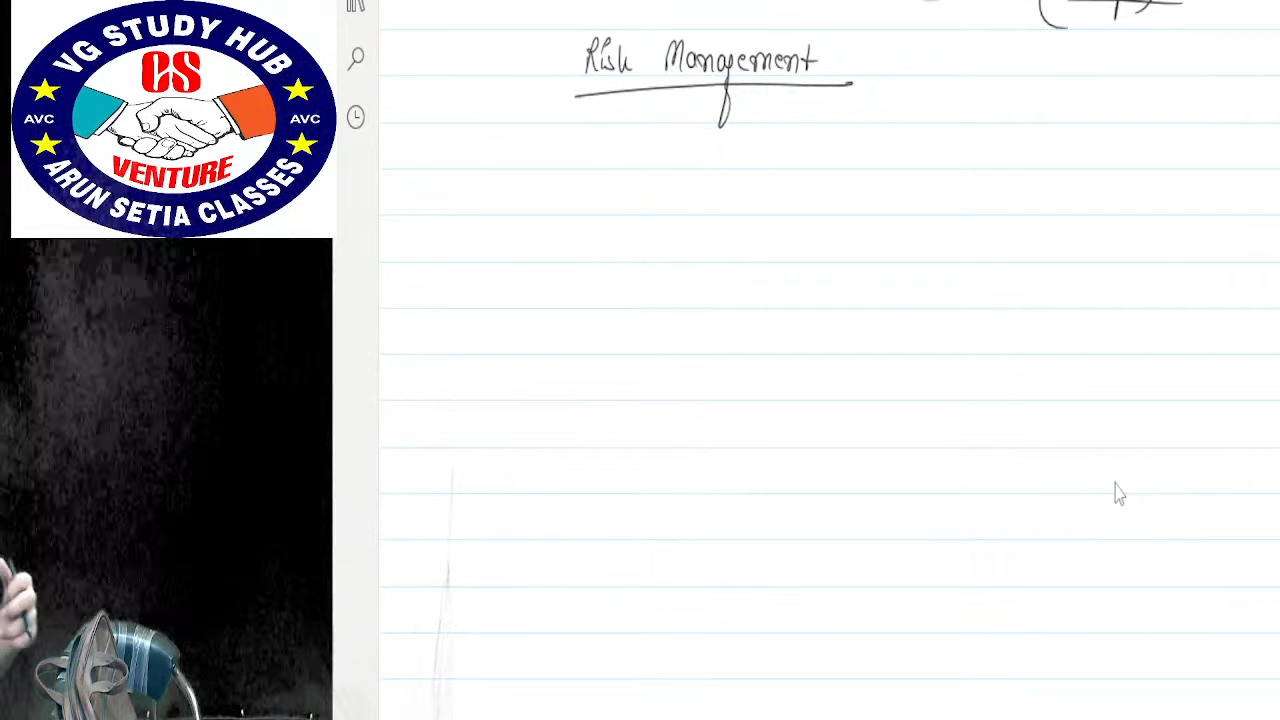 VG STUDY HUB
CS
AVC
AVC
VENTURE
ARUN SETIA CLASSES
Risk Management